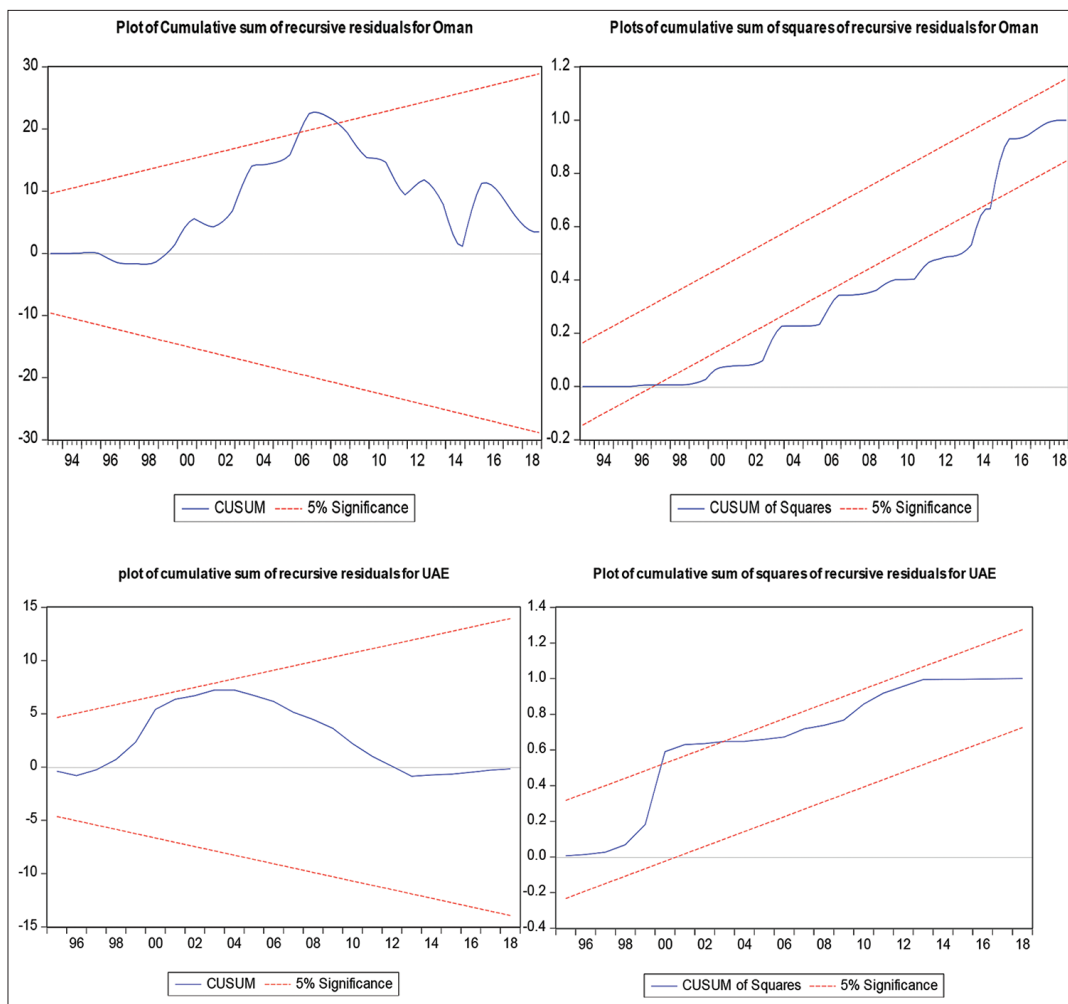 Plot of Cumulative sum of recursive residuals for Oman
30
20
10
0
-10
-20
-30
94 96 98 00 02 04 06 08 10 12 14 16 18
CUSUM 5% Significance
Plots of cumulative sum of squares of recursive residuals for Oman
1.2
1.0
0.8
0.6
0.4
0.2
0.0
-0.2
94 96 98 00 02 04 06 08 10 12 14 16 18
CUSUM of Squares 5% Significance
plot of cumulative sum of recursive residuals for UAE
15
10
5
0
-5
-10
-15
96 98 00 02 04 06 08 10 12 14 16 18
CUSUM 5% Significance
Plot of cumulative sum of squares of recursive residuals for UAE
1.4
1.2
1.0
0.8
0.6
0.4
0.2
0.0
-0.2
-0.4
96 98 00 02 04 06 08 10 12 14 16 18
CUSUM of Squares 5% Significance